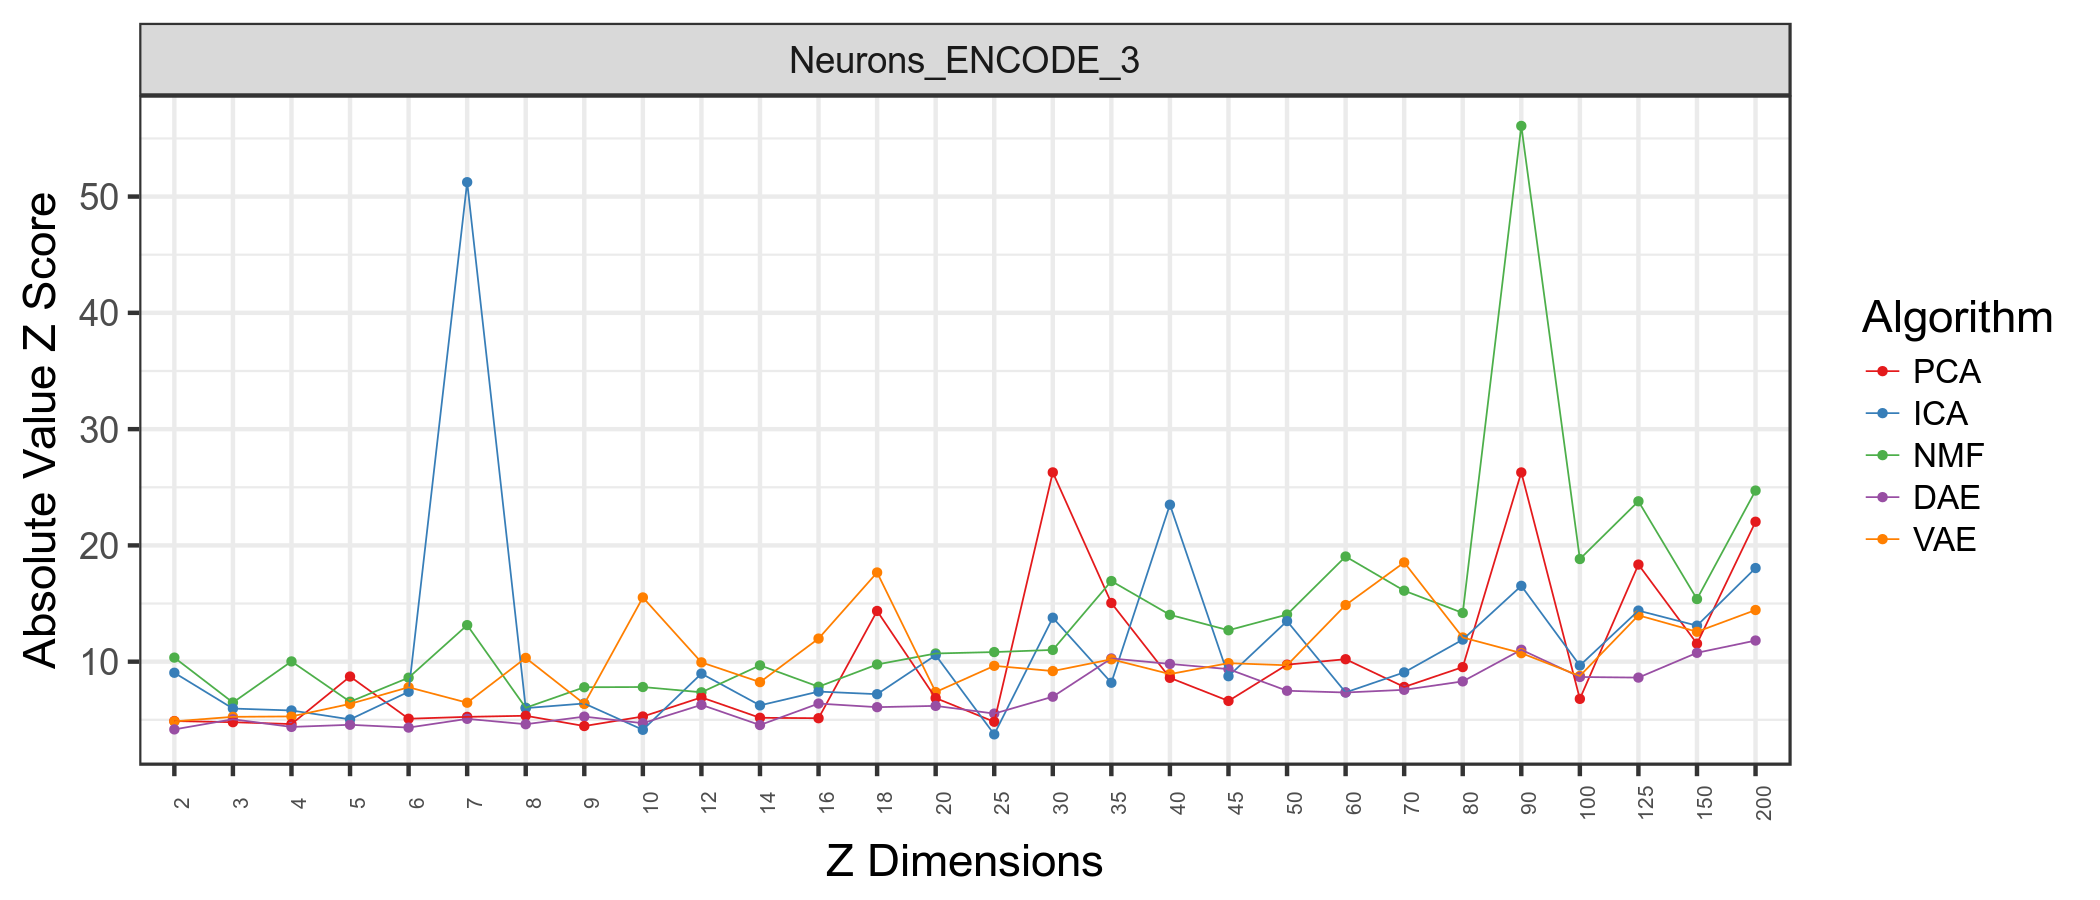 Neurons_ENCODE_3
Absolute Value Z Score
50
40
30
20
10
2 3 4 5 6 7 8 9 10 12 14 16 18 20 25 30 35 40 45 50 60 70 80 90 100 125 150 200
Z Dimensions
Algorithm
PCA
ICA
NMF
DAE
VAE